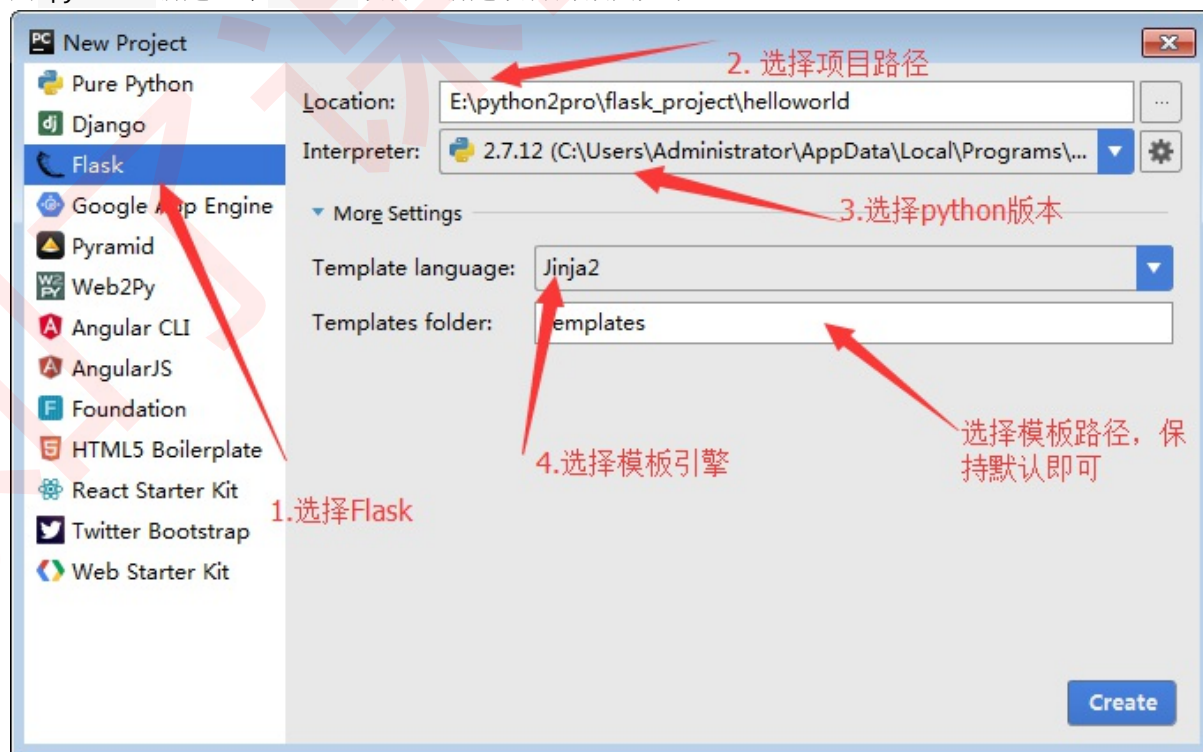 New Project
Pure Python
Django
Flask
Google App Engine
Pyramid
Web2Py
Angular CLI
AngularJS
Foundation
HTML5 Boilerplate
React Starter Kit
Twitter Bootstrap
Web Starter Kit
2. 选择项目路径
Location: E:\python2pro\flask_project\helloworld ...
Interpreter: 2.7.12 (C:\Users\Administrator\AppData\Local\Programs\...
3.选择python版本
More Settings
Template language: Jinja2
Templates folder: templates
选择模板路径，保
持默认即可
4.选择模板引擎
1.选择Flask
Create